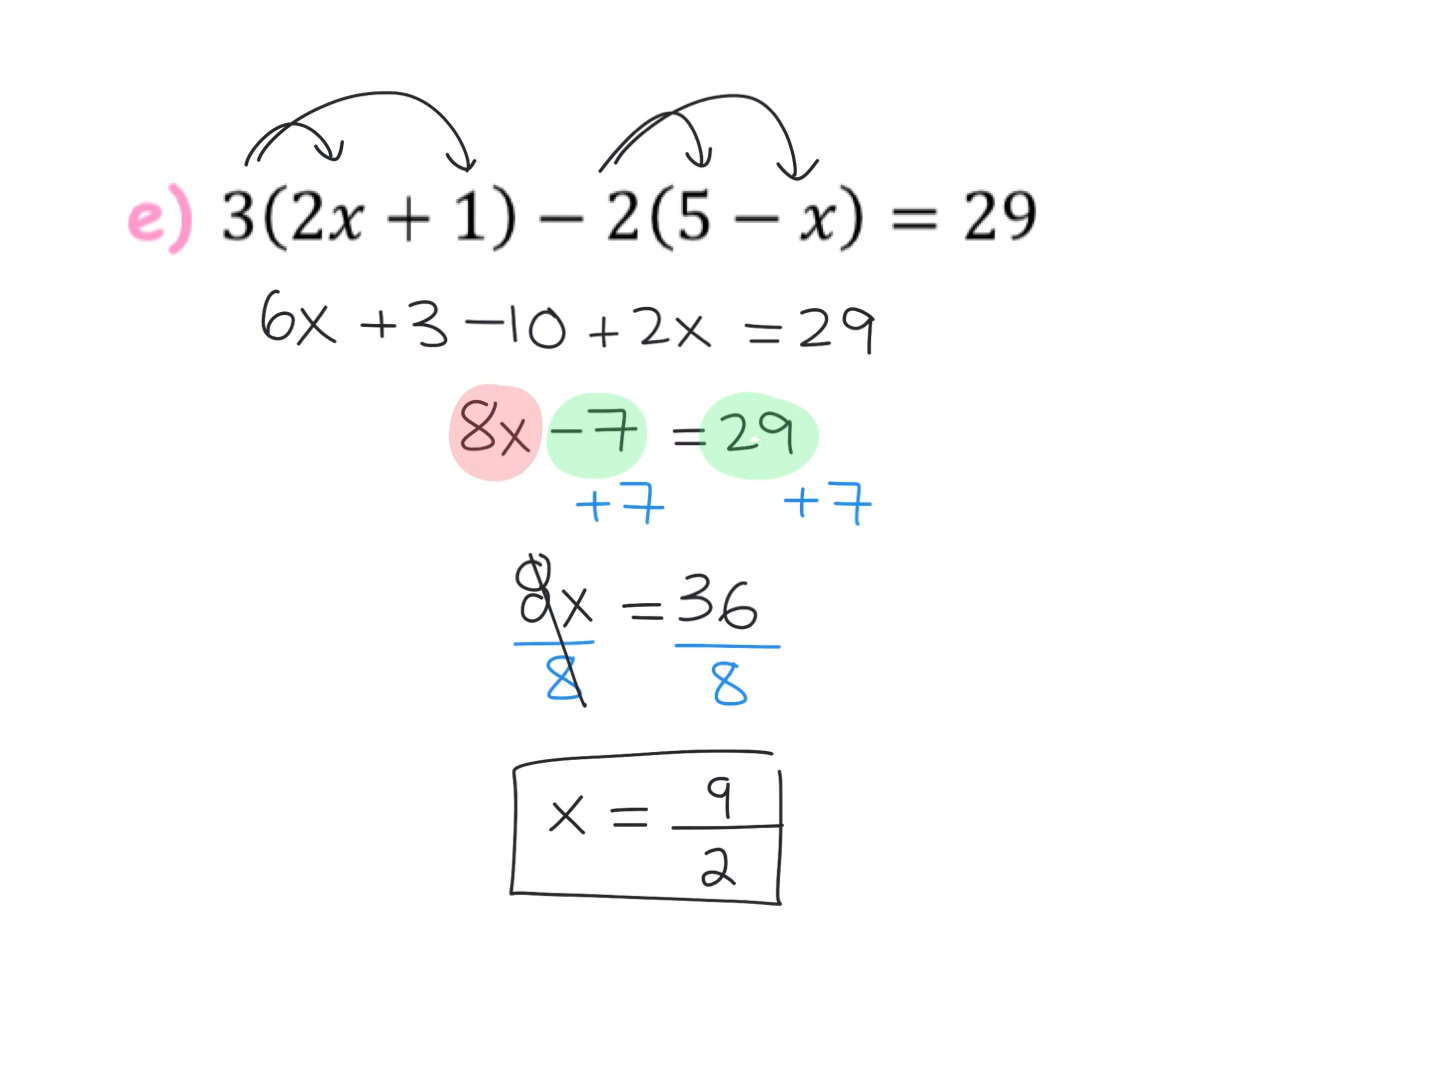 e) 3(2x + 1) − 2(5 − x) = 29
6x +3 −10 +2x = 29
8x −7 = 29
+7 +7
8x = 36
8 8
x = 9
2